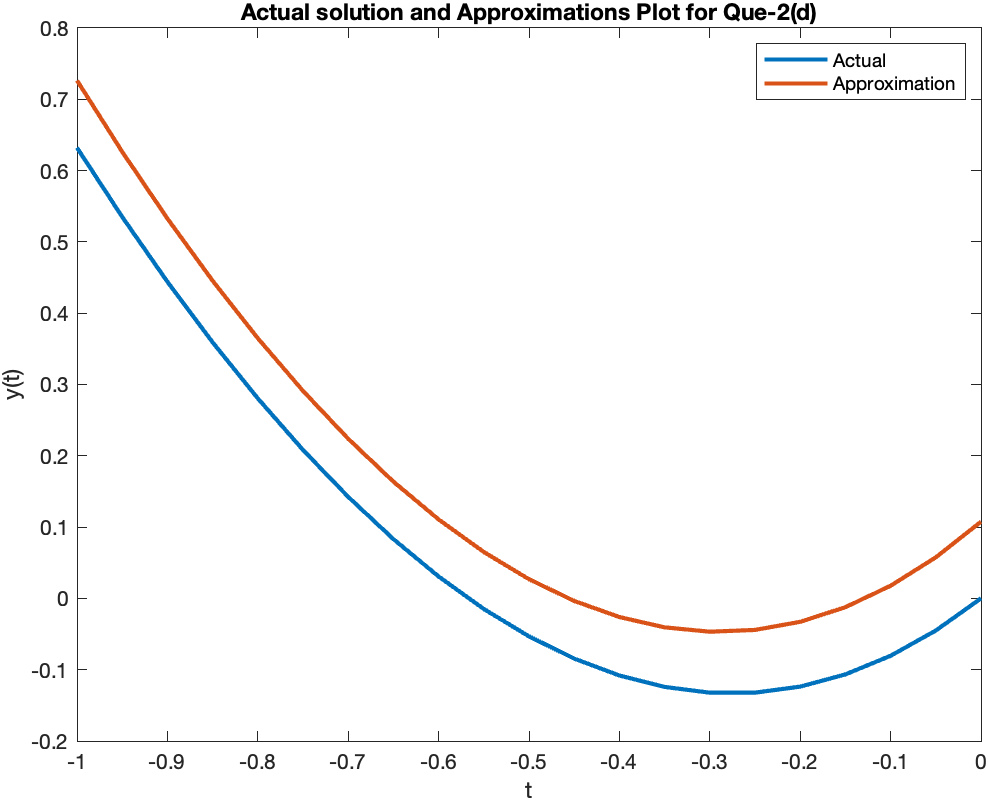 Actual solution and Approximations Plot for Que-2(d)
Actual
Approximation
0.8
0.7
0.6
0.5
0.4
0.3
0.2
0.1
0
-0.1
-0.2
y(t)
-1 -0.9 -0.8 -0.7 -0.6 -0.5 -0.4 -0.3 -0.2 -0.1 0
t